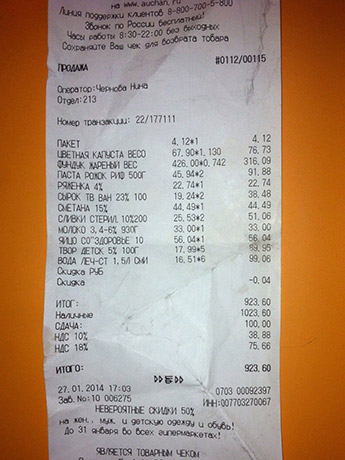 на www.auchan.ru
Линия поддержки клиентов 8-800-700-5-800
Звонок по России бесплатный!
Часы работы 8:30-22:00 без выходных
Сохраняйте Ваш чек для возврата товара
ПРОДАЖА #0112/00115
Оператор:Чернова Нина
Отдел:213
Номер транзакции: 22/177111
ПАКЕТ 4,12*1 4,12
ЦВЕТНАЯ КАПУСТА ВЕСО 67,90*1,130 76,73
ФУНДУК ЖАРЕНЫЙ ВЕС 426,00*0,742 316,09
ПАСТА РОЖОК РИФ 500Г 45,94*2 91,88
РЯЖЕНКА 4% 22,74*1 22,74
СЫРОК ТВ ВАН 23% 100 19,24*2 38,48
СМЕТАНА 15% 44,49*1 44,49
СЛИВКИ СТЕРИЛ.10%200 25,53*2 51,06
МОЛОКО 3,4-6% 930Г 33,00*1 33,00
ЯЙЦО СО ЗДОРОВЬЕ 10 56,04*1 56,04
ТВОР ДЕТСК 5% 100Г 17,99*5 89,95
ВОДА ЛЕЧ-СТ 1,5Л СМИ 16,51*6 99,06
Скидка РУБ
Скидка -0,04
ИТОГ: 923,60
Наличные 1023,60
СДАЧА: 100,00
НДС 10% 38,88
НДС 18% 75,66
ИТОГО: 923.60
27.01.2014 17:03 0703 00092397
Зав.No:10 006275 ИНН:007703270067
НЕВЕРОЯТНЫЕ СКИДКИ 50%
на жен., муж. и детскую одежду и обувь!
До 31 января во всех гипермаркетах!
ЯВЛЯЕТСЯ ТОВАРНЫМ ЧЕКОМ